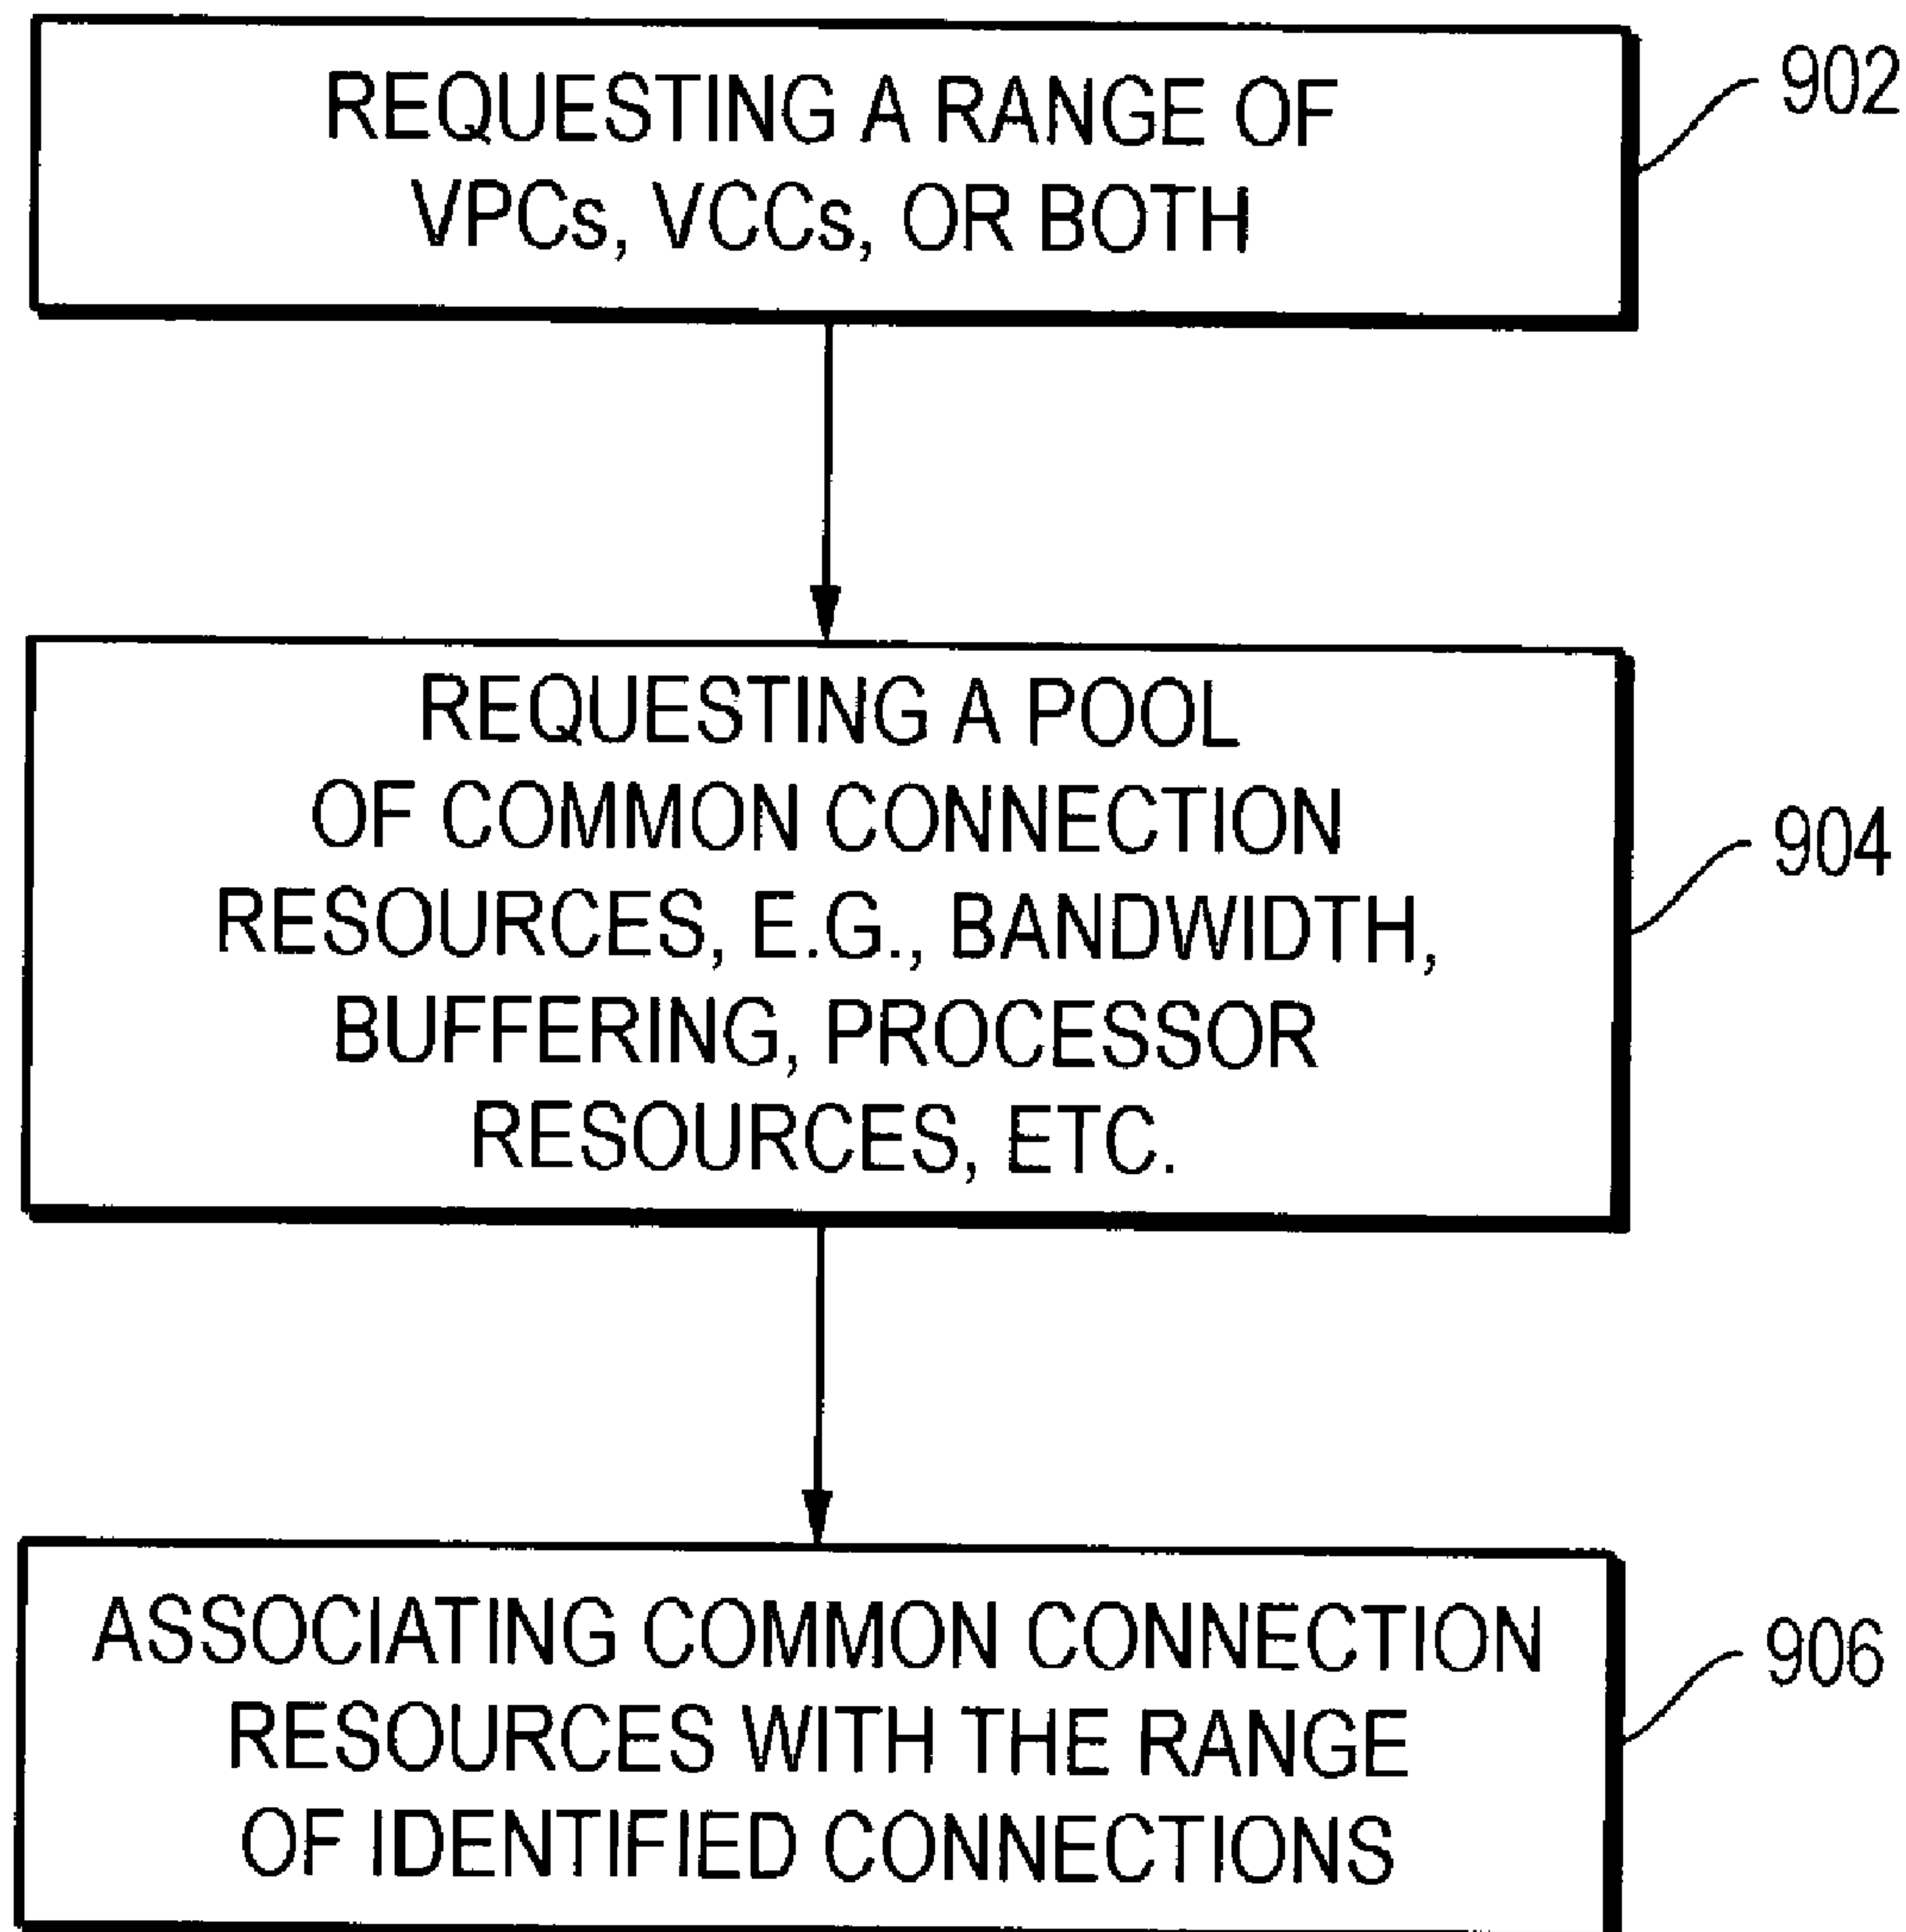 REQUESTING A RANGE OF
VPCs, VCCs, OR BOTH
902
REQUESTING A POOL
OF COMMON CONNECTION
RESOURCES, E.G., BANDWIDTH,
BUFFERING, PROCESSOR
RESOURCES, ETC.
904
ASSOCIATING COMMON CONNECTION
RESOURCES WITH THE RANGE
OF IDENTIFIED CONNECTIONS
906